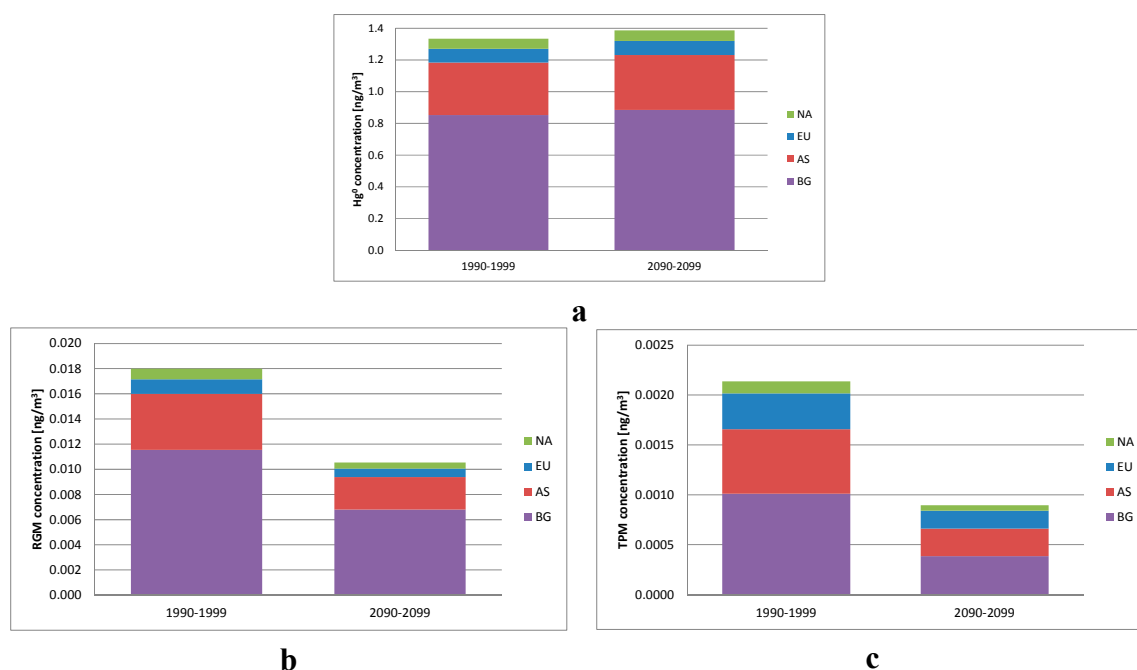 1.4
1.2
1.0
0.8
0.6
0.4
0.2
0.0
Hg⁰ concentration [ng/m³]
1990-1999
2090-2099
NA
EU
AS
BG
a
0.020
0.018
0.016
0.014
0.012
0.010
0.008
0.006
0.004
0.002
0.000
RGM concentration [ng/m³]
1990-1999
2090-2099
NA
EU
AS
BG
b
0.0025
0.0020
0.0015
0.0010
0.0005
0.0000
TPM concentration [ng/m³]
1990-1999
2090-2099
NA
EU
AS
BG
c